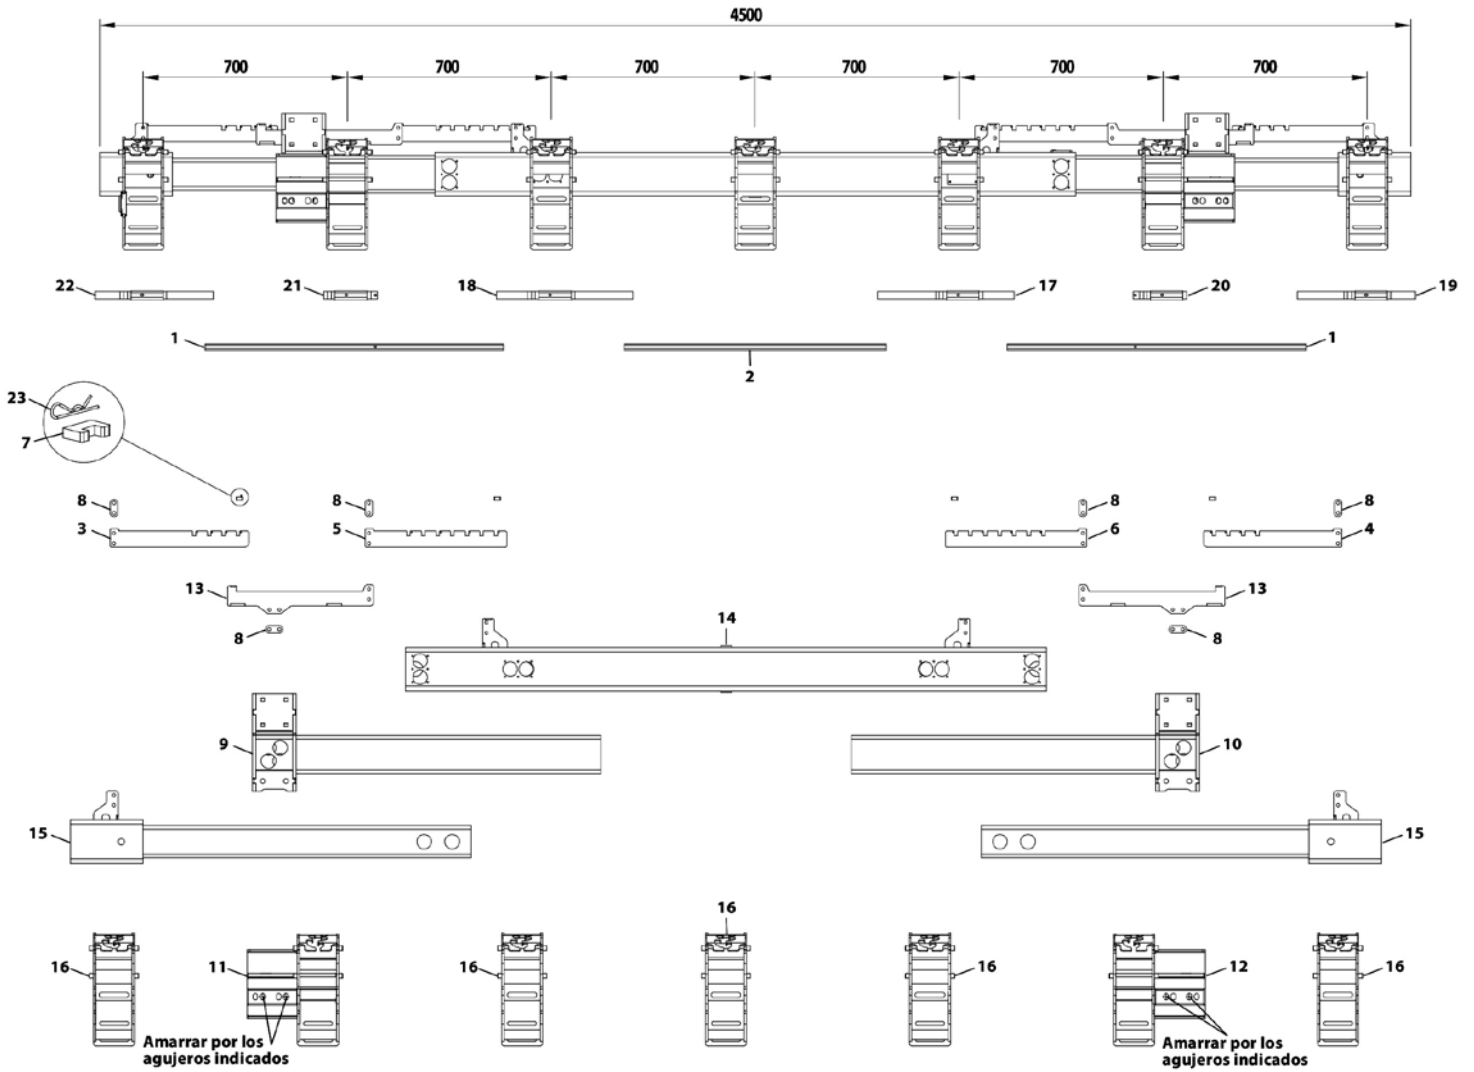 4500
700 700 700 700 700 700
22 21 18 17 20 19
1 1
2
23
7
8 8 8 8
3 5 6 4
13 13
8 8
14
9 10
15 15
16
16 11 16 16 12 16
Amarrar por los
agujeros indicados
Amarrar por los
agujeros indicados